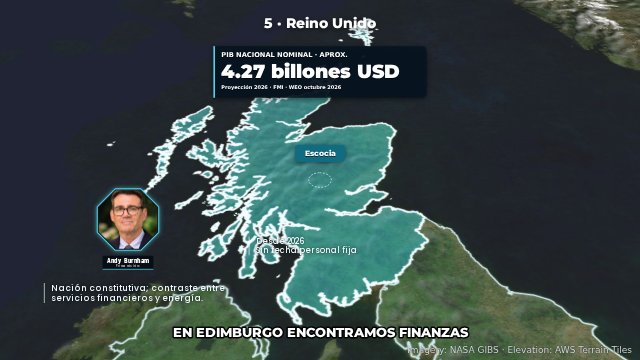 5 · Reino Unido
PIB NACIONAL NOMINAL · APROX.
4.27 billones USD
Proyección 2026 · FMI · WEO octubre 2026
Escocia
Desde 2026
Sin fecha personal fija
Andy Burnham
Nación constitutiva; contraste entre
servicios financieros y energía.
EN EDIMBURGO ENCONTRAMOS FINANZAS
Imagery: NASA GIBS · Elevation: AWS Terrain Tiles